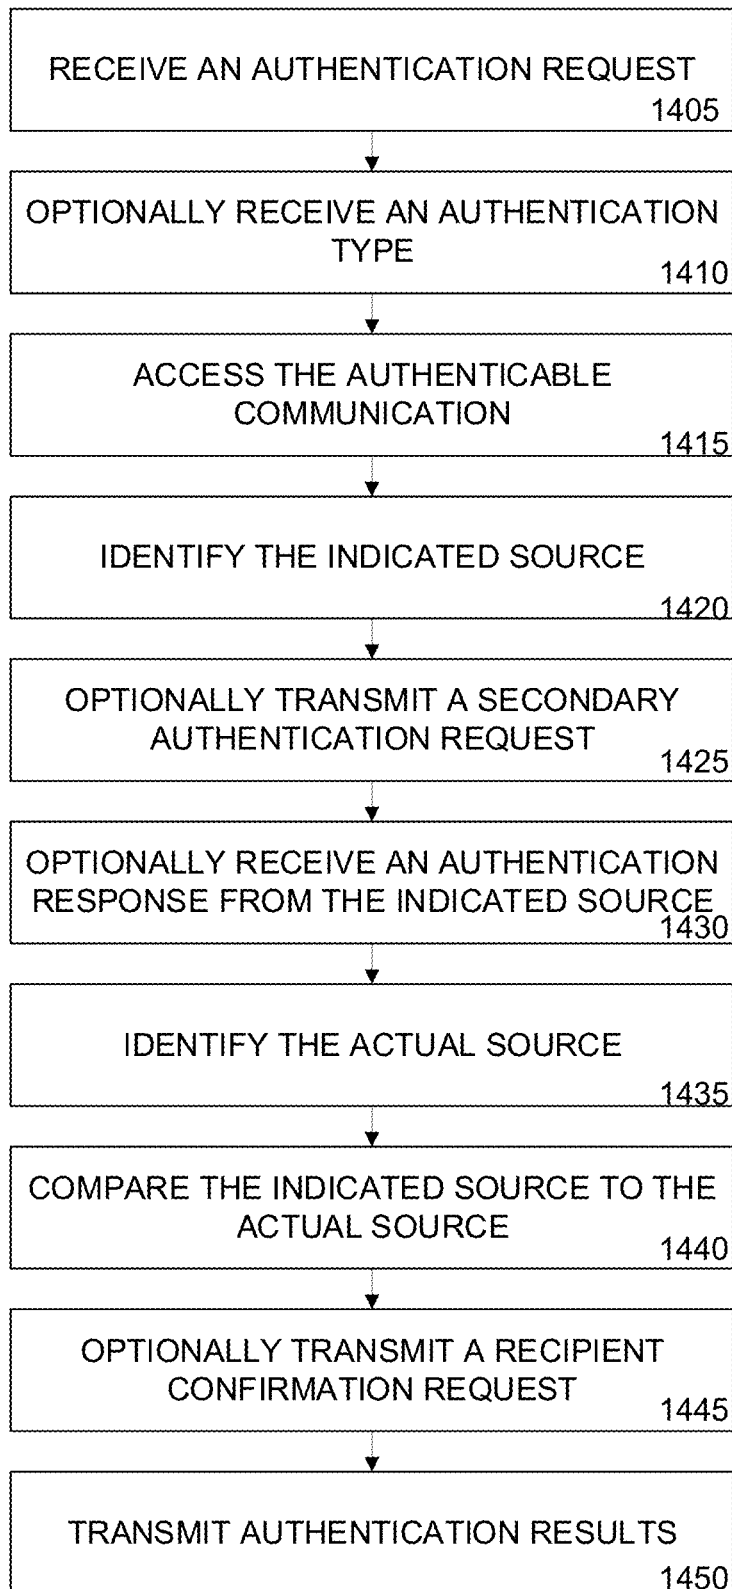 RECEIVE AN AUTHENTICATION REQUEST
1405
OPTIONALLY RECEIVE AN AUTHENTICATION
TYPE
1410
ACCESS THE AUTHENTICABLE
COMMUNICATION
1415
IDENTIFY THE INDICATED SOURCE
1420
OPTIONALLY TRANSMIT A SECONDARY
AUTHENTICATION REQUEST
1425
OPTIONALLY RECEIVE AN AUTHENTICATION
RESPONSE FROM THE INDICATED SOURCE
1430
IDENTIFY THE ACTUAL SOURCE
1435
COMPARE THE INDICATED SOURCE TO THE
ACTUAL SOURCE
1440
OPTIONALLY TRANSMIT A RECIPIENT
CONFIRMATION REQUEST
1445
TRANSMIT AUTHENTICATION RESULTS
1450